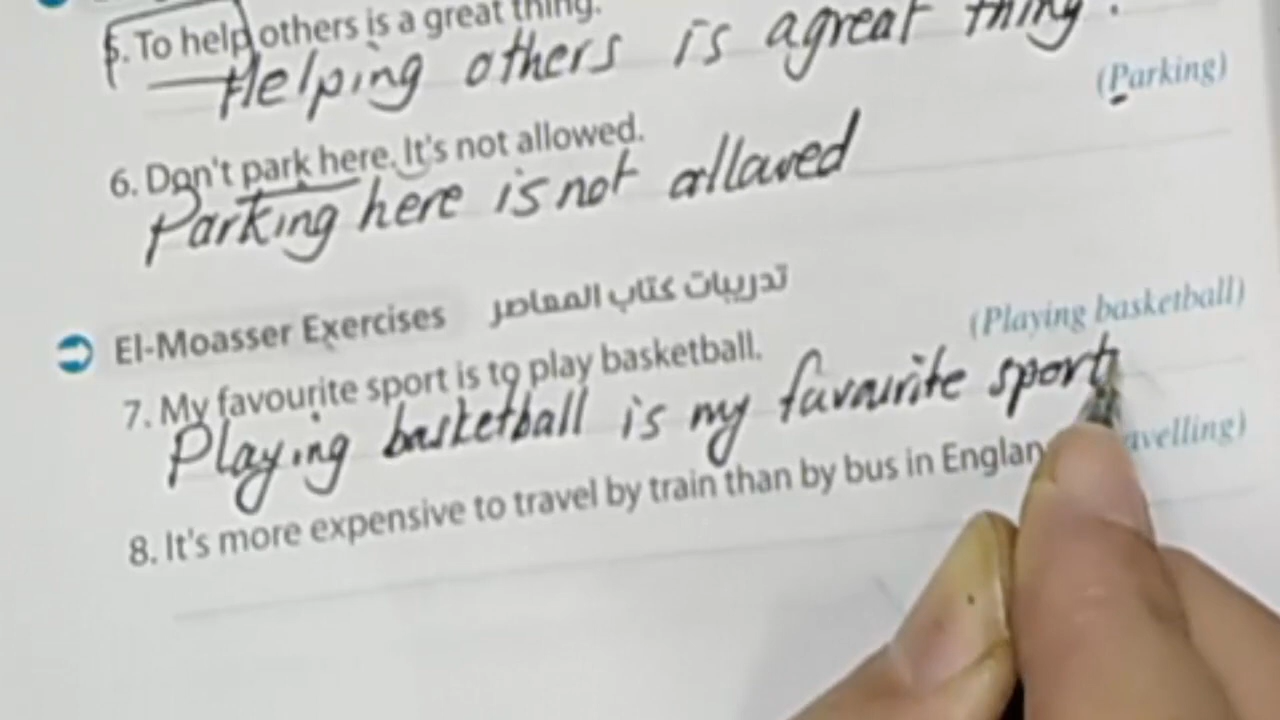 5. To help others is a great thing.
Helping others is a great thing.
(Parking)
6. Don't park here. It's not allowed.
Parking here is not allowed
El-Moasser Exercises تدريبات كتاب المعاصر
(Playing basketball)
7. My favourite sport is to play basketball.
Playing basketball is my favourite sport
avelling)
8. It's more expensive to travel by train than by bus in Englan